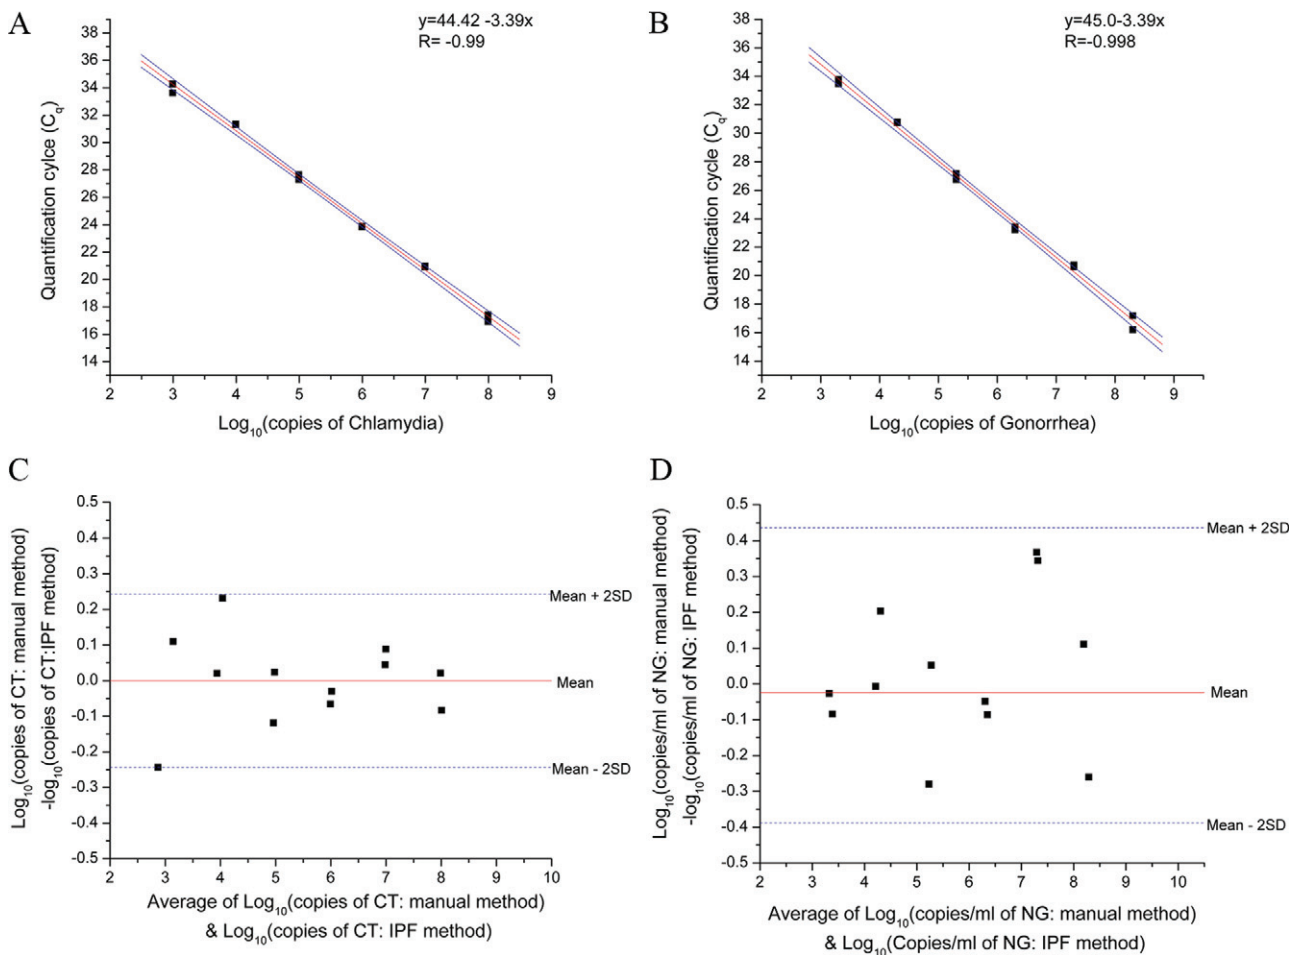 A
y=44.42 -3.39x
R= -0.99
38
36
34
32
30
28
26
24
22
20
18
16
14
Quantification cylce (Cq)
2 3 4 5 6 7 8 9
Log10(copies of Chlamydia)
B
y=45.0-3.39x
R=-0.998
38
36
34
32
30
28
26
24
22
20
18
16
14
Quantification cycle (Cq)
2 3 4 5 6 7 8 9
Log10(copies of Gonorrhea)
C
Log10(copies of CT: manual method)
-log10(copies of CT:IPF method)
0.5
0.4
0.3
0.2
0.1
0.0
-0.1
-0.2
-0.3
-0.4
-0.5
Mean + 2SD
Mean
Mean - 2SD
2 3 4 5 6 7 8 9 10
Average of Log10(copies of CT: manual method)
& Log10(copies of CT: IPF method)
D
Log10(copies/ml of NG: manual method)
-log10(copies/ml of NG: IPF method)
0.5
0.4
0.3
0.2
0.1
0.0
-0.1
-0.2
-0.3
-0.4
-0.5
Mean + 2SD
Mean
Mean - 2SD
2 3 4 5 6 7 8 9 10
Average of Log10(copies/ml of NG: manual method)
& Log10(Copies/ml of NG: IPF method)